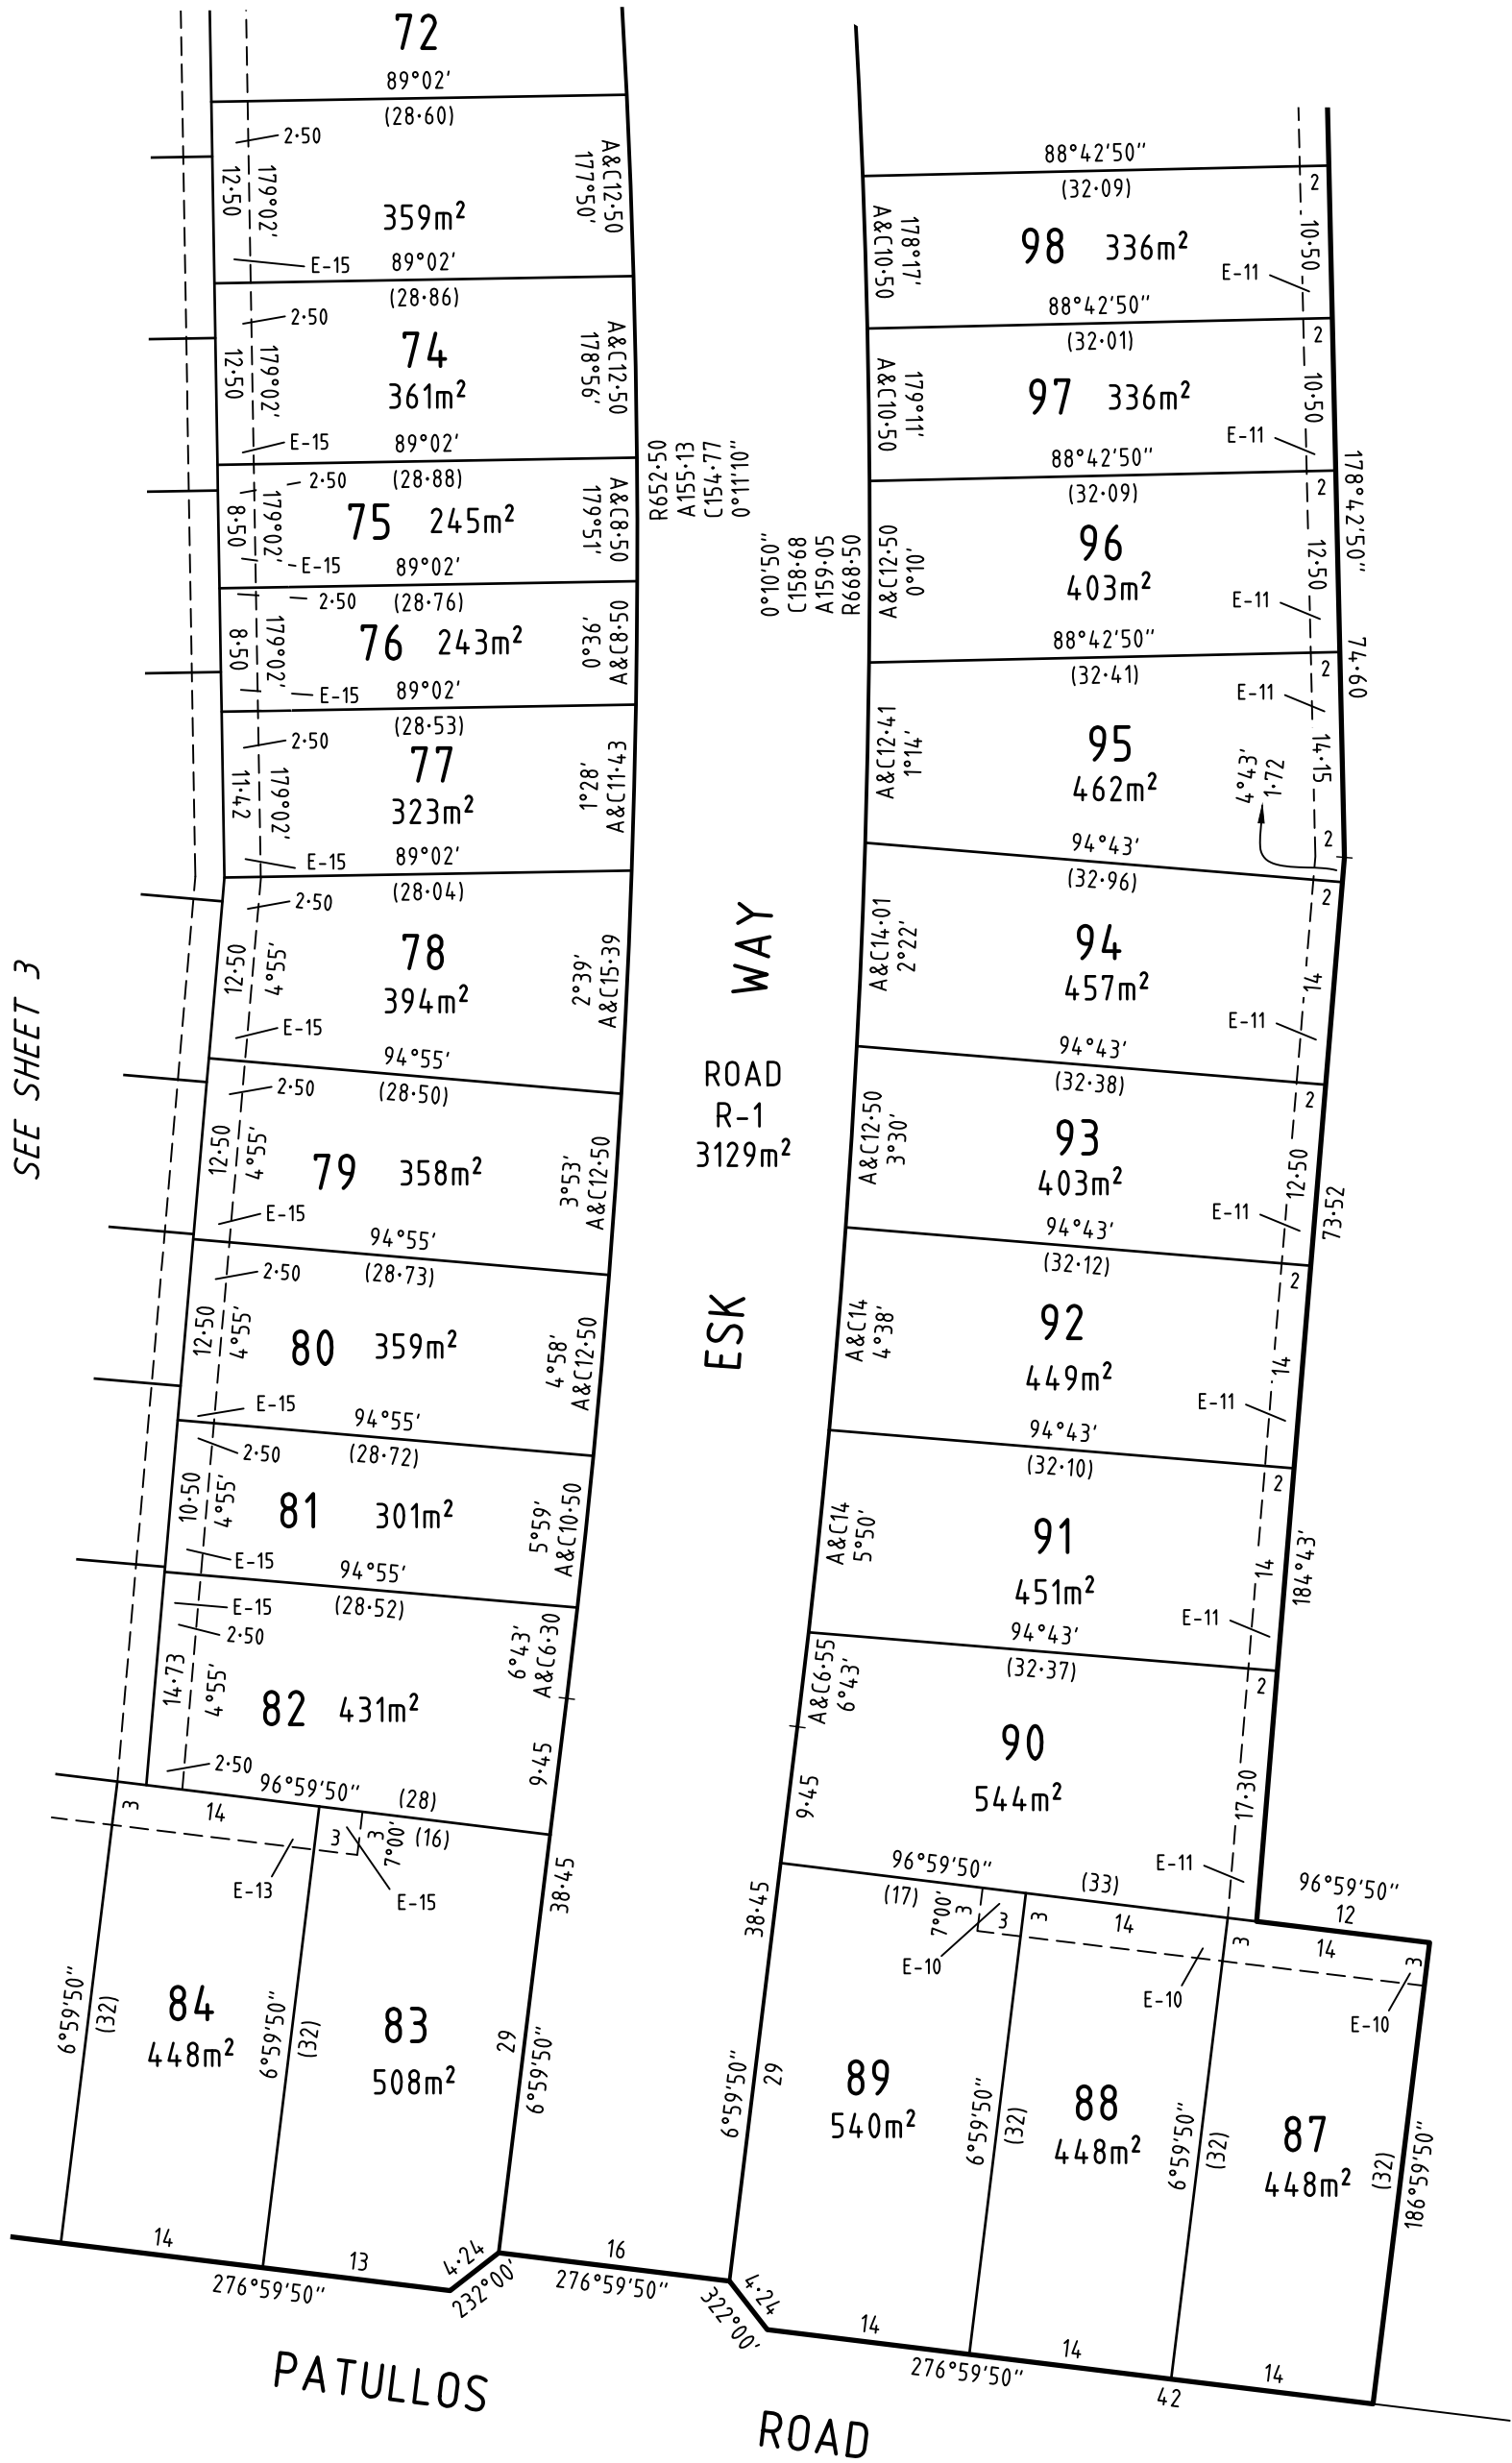 72
89°02'
(28·60)
2·50
12·50
179°02'
359m²
A&C12·50
177°50'
E-15
89°02'
(28·86)
2·50
74
361m²
12·50
179°02'
A&C12·50
178°56'
E-15
89°02'
2·50
(28·88)
75 245m²
8·50
179°02'
A&C8·50
179°51'
E-15
89°02'
2·50
(28·76)
76 243m²
8·50
179°02'
0°36'
A&C8·50
E-15
89°02'
(28·53)
2·50
77
323m²
11·42
179°02'
1°28'
A&C11·43
E-15
89°02'
(28·04)
2·50
78
394m²
12·50
4°55'
2°39'
A&C15·39
E-15
94°55'
(28·50)
2·50
79 358m²
12·50
4°55'
3°53'
A&C12·50
E-15
94°55'
(28·73)
2·50
80 359m²
12·50
4°55'
4°58'
A&C12·50
E-15
94°55'
(28·72)
2·50
81 301m²
10·50
4°55'
5°59'
A&C10·50
E-15
94°55'
(28·52)
E-15
2·50
82 431m²
14·73
4°55'
6°43'
A&C6·30
9·45
2·50
96°59'50"
(28)
3
14
3
3
7°00'
(16)
E-13
E-15
38·45
84
448m²
6°59'50"
(32)
6°59'50"
(32)
83
508m²
29
6°59'50"
14
13
276°59'50"
4·24
232°00'
16
276°59'50"
4·24
322°00'
SEE SHEET 3
R652·50
A155·13
C154·77
0°11'10"
0°10'50"
C158·68
A159·05
R668·50
ESK WAY
ROAD
R-1
3129m²
88°42'50"
(32·09)
2
A&C10·50
178°17'
98 336m²
10·50
E-11
88°42'50"
(32·01)
2
A&C10·50
179°11'
97 336m²
10·50
E-11
88°42'50"
(32·09)
2
178°42'50"
74·60
A&C12·50
0°10'
96
403m²
12·50
E-11
88°42'50"
(32·41)
2
E-11
A&C12·41
1°14'
95
462m²
14·15
4°43'
1·72
2
94°43'
(32·96)
2
A&C14·01
2°22'
94
457m²
14
E-11
94°43'
(32·38)
2
A&C12·50
3°30'
93
403m²
12·50
73·52
184°43'
E-11
94°43'
(32·12)
2
A&C14
4°38'
92
449m²
14
E-11
94°43'
(32·10)
2
A&C14
5°50'
91
451m²
14
E-11
94°43'
(32·37)
2
A&C6·55
6°43'
90
544m²
9·45
17·30
E-11
96°59'50"
(33)
96°59'50"
12
(17)
7°00'
3
3
3
14
3
14
3
E-10
E-10
E-10
38·45
6°59'50"
29
89
540m²
6°59'50"
(32)
88
448m²
6°59'50"
(32)
87
448m²
(32)
186°59'50"
14
14
14
276°59'50"
42
PATULLOS ROAD